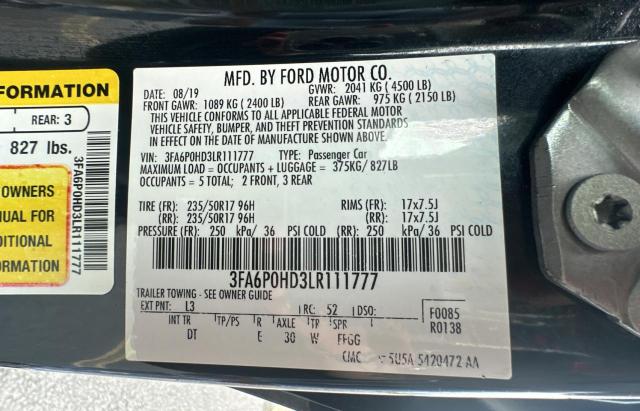 FORMATION
REAR: 3
827 lbs.
OWNERS
NUAL FOR
DITIONAL
ORMATION
3FA6P0HD3LR111777
MFD. BY FORD MOTOR CO.
DATE: 08/19 GVWR: 2041 KG (4500 LB)
FRONT GAWR: 1089 KG (2400 LB) REAR GAWR: 975 KG (2150 LB)
THIS VEHICLE CONFORMS TO ALL APPLICABLE FEDERAL MOTOR
VEHICLE SAFETY, BUMPER, AND THEFT PREVENTION STANDARDS
IN EFFECT ON THE DATE OF MANUFACTURE SHOWN ABOVE.
VIN: 3FA6P0HD3LR111777 TYPE: Passenger Car
MAXIMUM LOAD = OCCUPANTS + LUGGAGE = 375KG/827LB
OCCUPANTS = 5 TOTAL; 2 FRONT, 3 REAR
TIRE (FR): 235/50R17 96H RIMS (FR): 17x7.5J
(RR): 235/50R17 96H (RR): 17x7.5J
PRESSURE (FR): 250 kPa/ 36 PSI COLD (RR): 250 kPa/ 36 PSI COLD
3FA6P0HD3LR111777
TRAILER TOWING - SEE OWNER GUIDE
EXT PNT: L3 RC: 52 DSO: F0085
INT TR TP/PS R AXLE TR SPR R0138
DT E 30 W FFGG
CMC 5U5A 5420472 AA